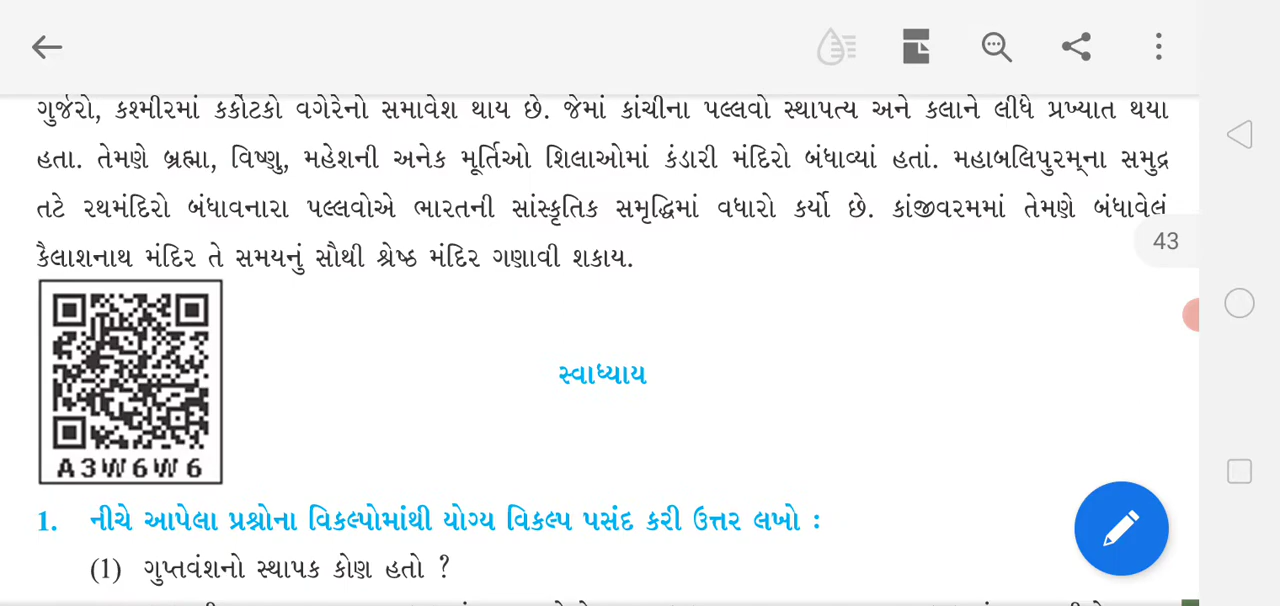 ગુર્જરો, કશ્મીરમાં કર્કોટકો વગેરેનો સમાવેશ થાય છે. જેમાં કાંચીના પલ્લવો સ્થાપત્ય અને કલાને લીધે પ્રખ્યાત થયા
હતા. તેમણે બ્રહ્મા, વિષ્ણુ, મહેશની અનેક મૂર્તિઓ શિલાઓમાં કંડારી મંદિરો બંધાવ્યાં હતાં. મહાબલિપુરમ્‌ના સમુદ્ર
તટે રથમંદિરો બંધાવનારા પલ્લવોએ ભારતની સાંસ્કૃતિક સમૃદ્ધિમાં વધારો કર્યો છે. કાંજીવરમમાં તેમણે બંધાવેલું
કૈલાશનાથ મંદિર તે સમયનું સૌથી શ્રેષ્ઠ મંદિર ગણાવી શકાય.
43
A3W6W6
સ્વાધ્યાય
1. નીચે આપેલા પ્રશ્નોના વિકલ્પોમાંથી યોગ્ય વિકલ્પ પસંદ કરી ઉત્તર લખો :
(1) ગુપ્તવંશનો સ્થાપક કોણ હતો ?